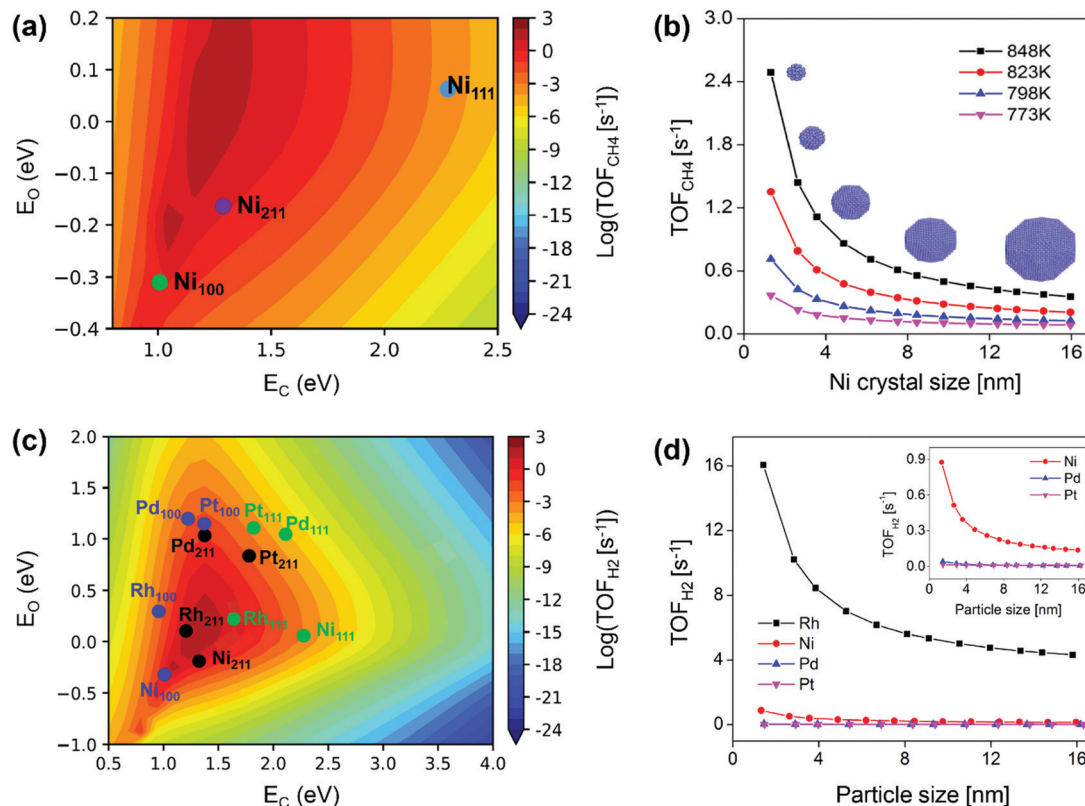 (a)
0.2
0.1
0.0
−0.1
−0.2
−0.3
−0.4
E_O (eV)
1.0 1.5 2.0 2.5
E_C (eV)
Ni₁₁₁
Ni₂₁₁
Ni₁₀₀
3
0
-3
-6
-9
-12
-15
-18
-21
-24
Log(TOF_CH4 [s⁻¹])
(b)
3.0
2.4
1.8
1.2
0.6
0.0
TOF_CH4 [s⁻¹]
848K
823K
798K
773K
0 4 8 12 16
Ni crystal size [nm]
(c)
2.0
1.5
1.0
0.5
0.0
−0.5
−1.0
E_O (eV)
Pd₁₀₀ Pt₁₀₀ Pt₁₁₁ Pd₁₁₁
Pd₂₁₁ Pt₂₁₁
Rh₁₀₀
Rh₂₁₁ Rh₁₁₁
Ni₂₁₁ Ni₁₁₁
Ni₁₀₀
0.5 1.0 1.5 2.0 2.5 3.0 3.5 4.0
E_C (eV)
3
0
-3
-6
-9
-12
-15
-18
-21
-24
Log(TOF_H2 [s⁻¹])
(d)
16
12
8
4
0
TOF_H2 [s⁻¹]
Rh
Ni
Pd
Pt
0 4 8 12 16
Particle size [nm]
0.9
0.6
0.3
0.0
TOF_H2 [s⁻¹]
Ni
Pd
Pt
0 4 8 12 16
Particle size [nm]